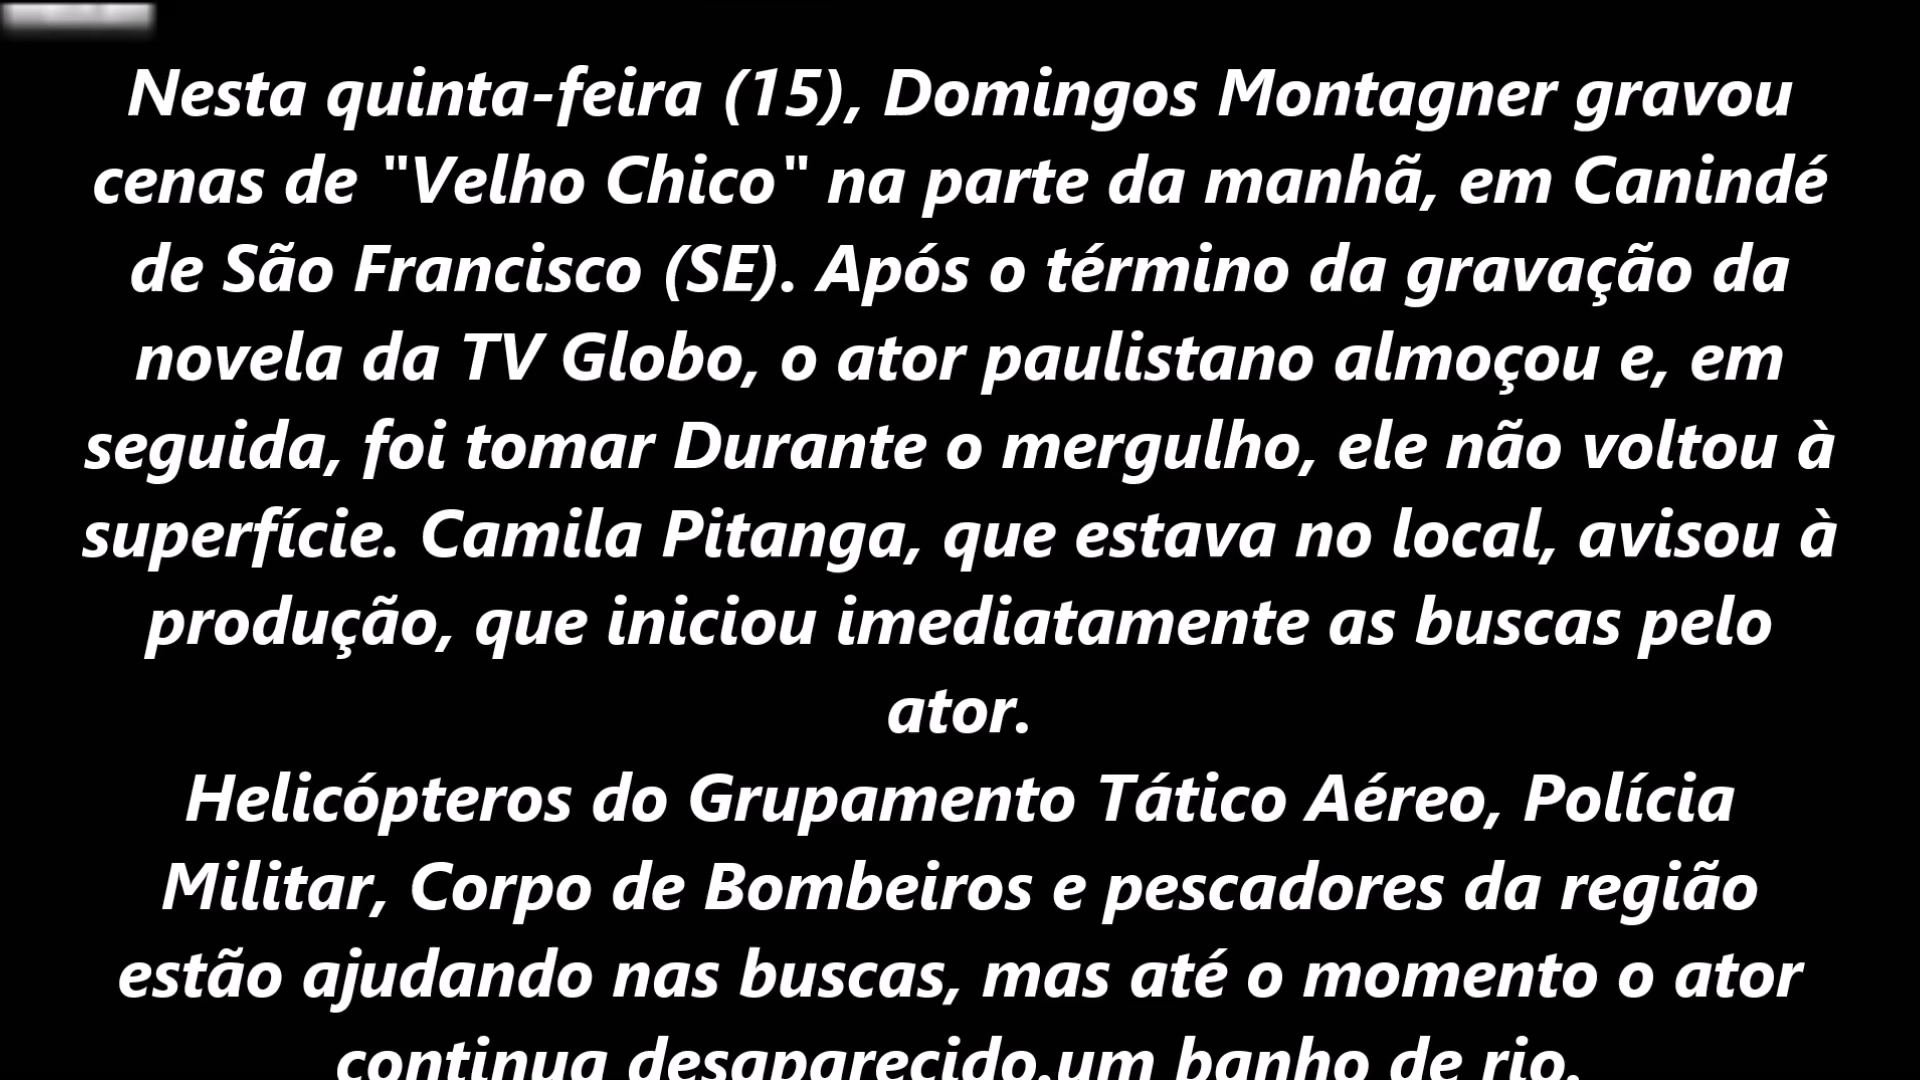 Nesta quinta-feira (15), Domingos Montagner gravou
cenas de "Velho Chico" na parte da manhã, em Canindé
de São Francisco (SE). Após o término da gravação da
novela da TV Globo, o ator paulistano almoçou e, em
seguida, foi tomar Durante o mergulho, ele não voltou à
superfície. Camila Pitanga, que estava no local, avisou à
produção, que iniciou imediatamente as buscas pelo
ator.
Helicópteros do Grupamento Tático Aéreo, Polícia
Militar, Corpo de Bombeiros e pescadores da região
estão ajudando nas buscas, mas até o momento o ator
continua desaparecido.um banho de rio.